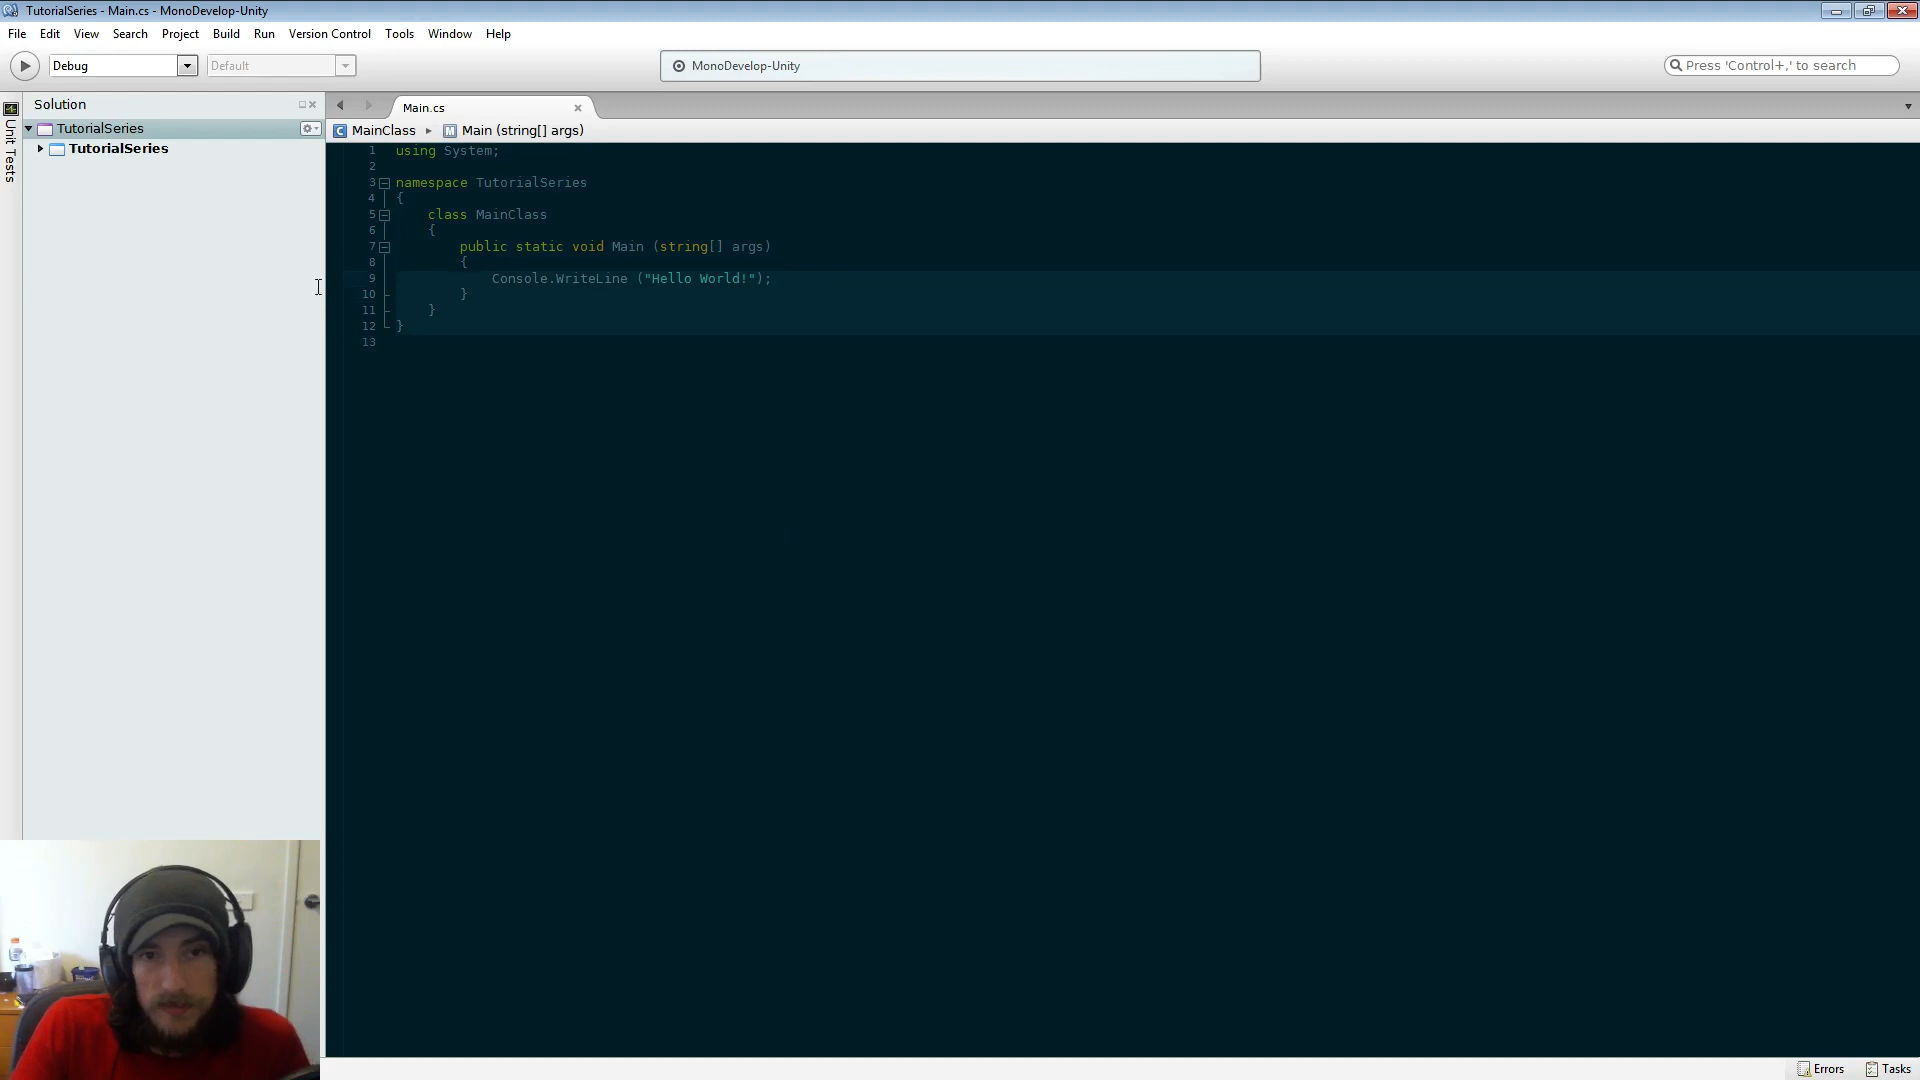 TutorialSeries - Main.cs - MonoDevelop-Unity
File Edit View Search Project Build Run Version Control Tools Window Help
Debug Default MonoDevelop-Unity Press 'Control+,' to search
Unit Tests
Solution
TutorialSeries
TutorialSeries
Main.cs
C MainClass M Main (string[] args)
1 using System;
2
3 namespace TutorialSeries
4 {
5 class MainClass
6 {
7 public static void Main (string[] args)
8 {
9 Console.WriteLine ("Hello World!");
10 }
11 }
12 }
13
Errors Tasks